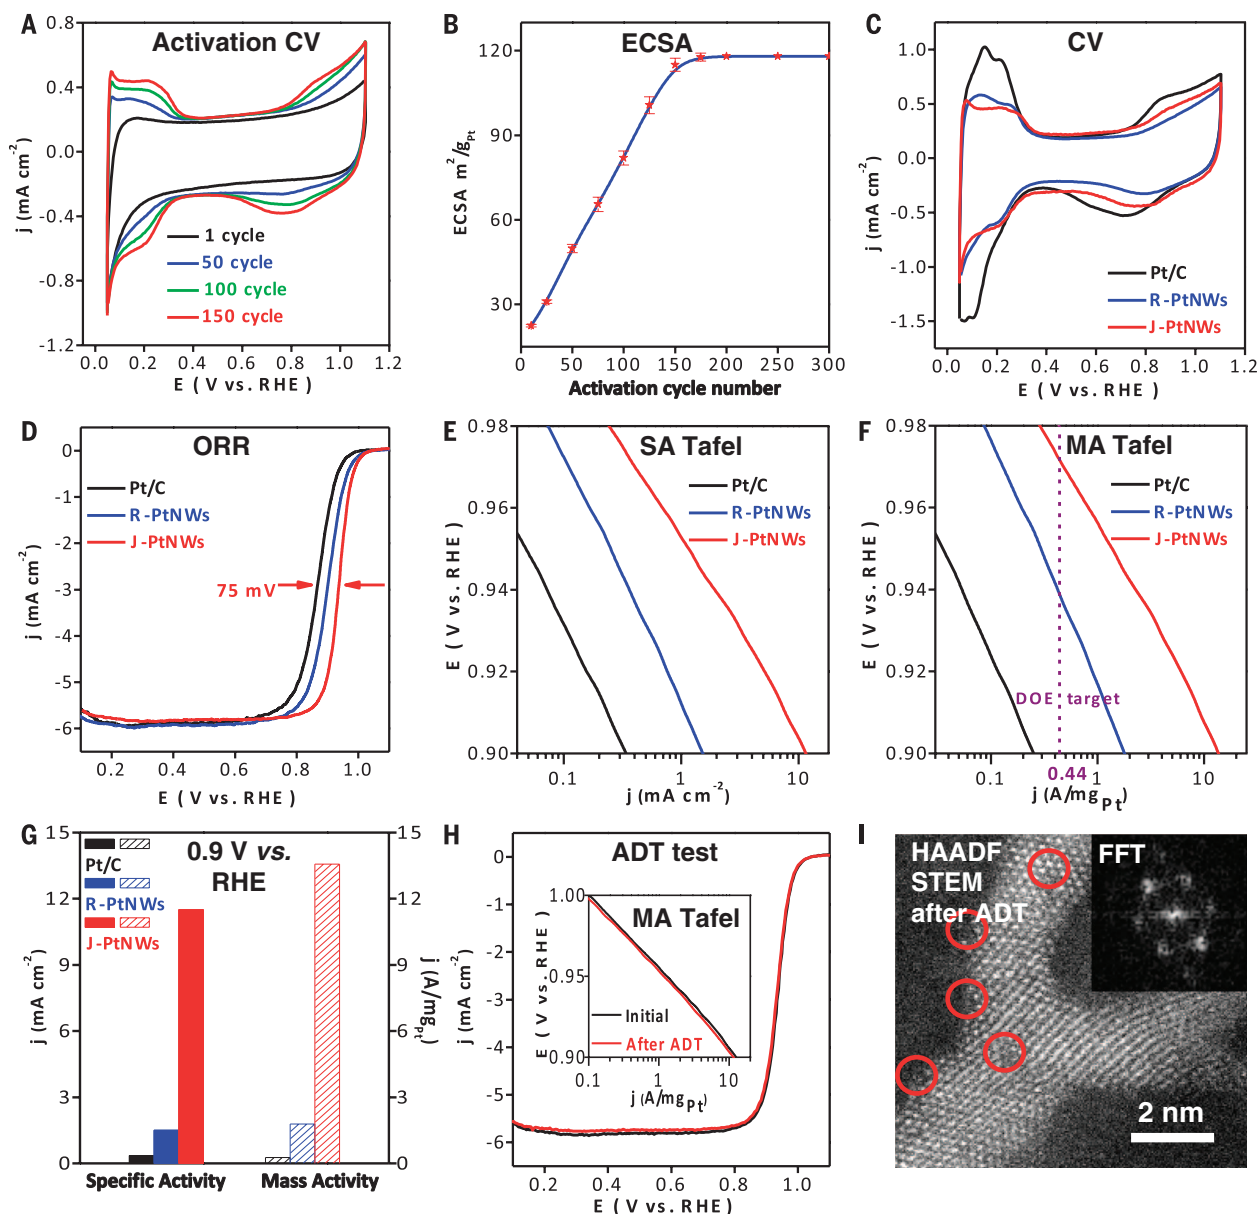 A
Activation CV
0.8
0.4
0.0
-0.4
-0.8
-1.2
j (mA cm-2)
1 cycle
50 cycle
100 cycle
150 cycle
0.0 0.2 0.4 0.6 0.8 1.0 1.2
E ( V vs. RHE )
B
ECSA
120
90
60
30
ECSA m2/gPt
0 50 100 150 200 250 300
Activation cycle number
C
CV
1.0
0.5
0.0
-0.5
-1.0
-1.5
j (mA cm-2)
Pt/C
R-PtNWs
J-PtNWs
0.0 0.2 0.4 0.6 0.8 1.0 1.2
E ( V vs. RHE )
D
ORR
0
-1
-2
-3
-4
-5
-6
j (mA cm-2)
Pt/C
R-PtNWs
J-PtNWs
75 mV
0.2 0.4 0.6 0.8 1.0
E ( V vs. RHE )
E
SA Tafel
0.98
0.96
0.94
0.92
0.90
E ( V vs. RHE )
Pt/C
R-PtNWs
J-PtNWs
0.1 1 10
j (mA cm-2)
F
MA Tafel
0.98
0.96
0.94
0.92
0.90
E ( V vs. RHE )
Pt/C
R-PtNWs
J-PtNWs
DOE target
0.44
0.1 1 10
j (A/mgPt)
G
0.9 V vs.
RHE
15
12
9
6
3
0
j (mA cm-2)
Pt/C
R-PtNWs
J-PtNWs
15
12
9
6
3
0
j (A/mgPt)
Specific Activity Mass Activity
H
ADT test
0
-1
-2
-3
-4
-5
-6
j (mA cm-2)
MA Tafel
1.00
0.95
0.90
E ( V vs. RHE )
Initial
After ADT
0.1 1 10
j (A/mgPt)
0.2 0.4 0.6 0.8 1.0
E ( V vs. RHE )
I
HAADF
STEM
after ADT
FFT
2 nm